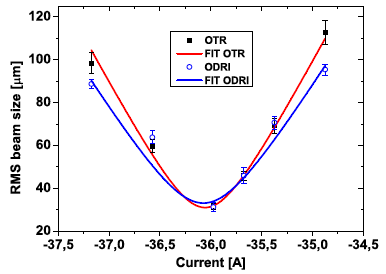 120
100
80
60
40
20
RMS beam size [μm]
OTR
FIT OTR
ODRI
FIT ODRI
-37,5 -37,0 -36,5 -36,0 -35,5 -35,0 -34,5
Current [A]